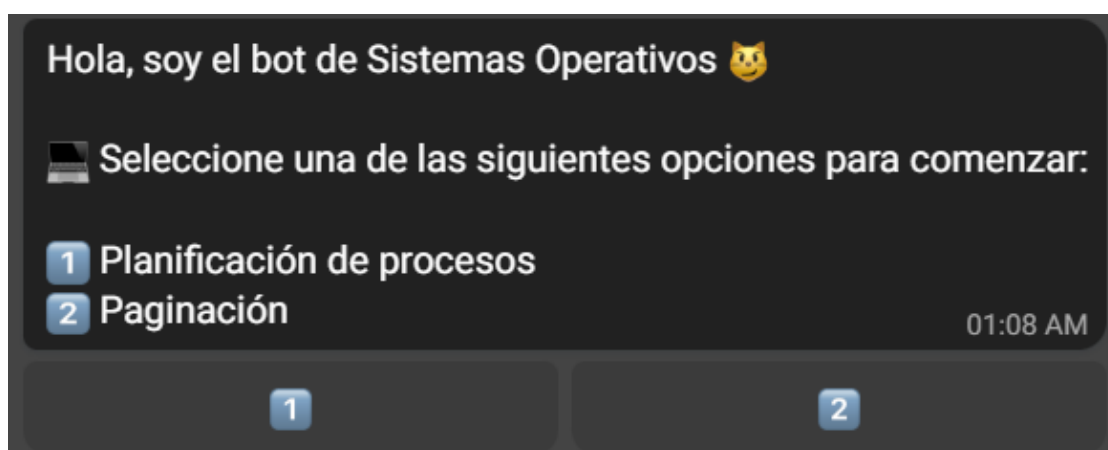 Hola, soy el bot de Sistemas Operativos 😼
💻 Seleccione una de las siguientes opciones para comenzar:
1️⃣ Planificación de procesos
2️⃣ Paginación
01:08 AM
1️⃣ 2️⃣